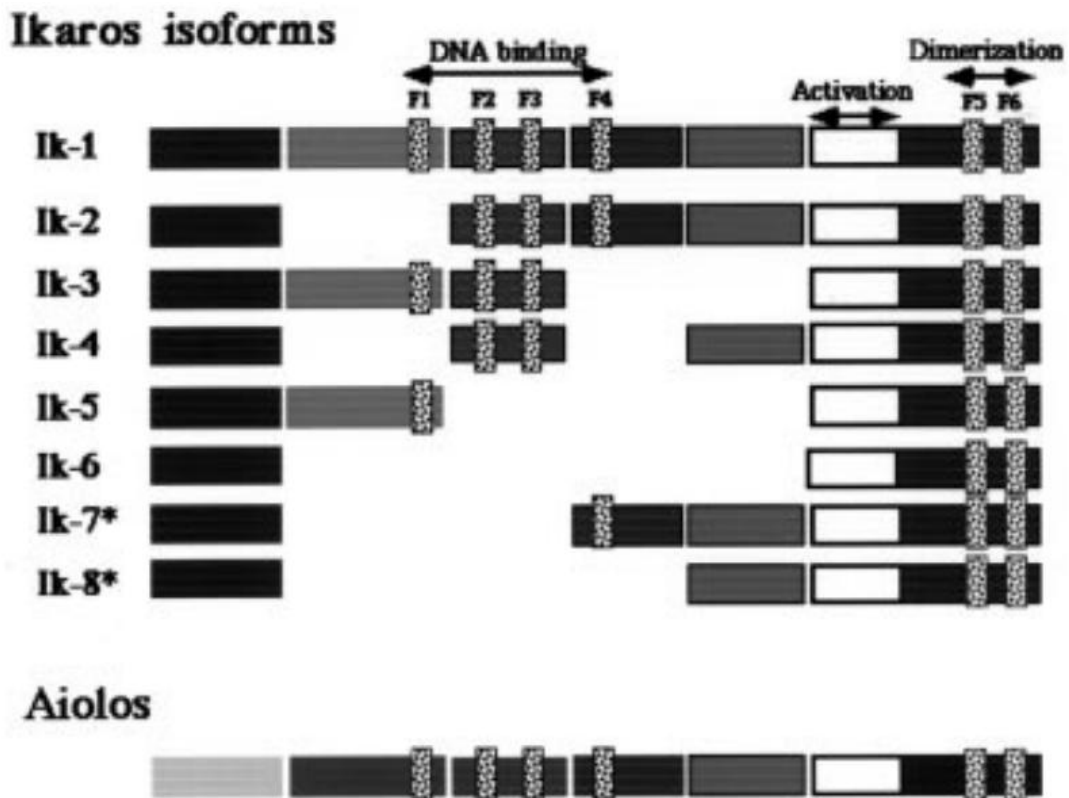 Ikaros isoforms
DNA binding
Dimerization
F1 F2 F3 F4
Activation
F5 F6
Ik-1
Ik-2
Ik-3
Ik-4
Ik-5
Ik-6
Ik-7*
Ik-8*
Aiolos